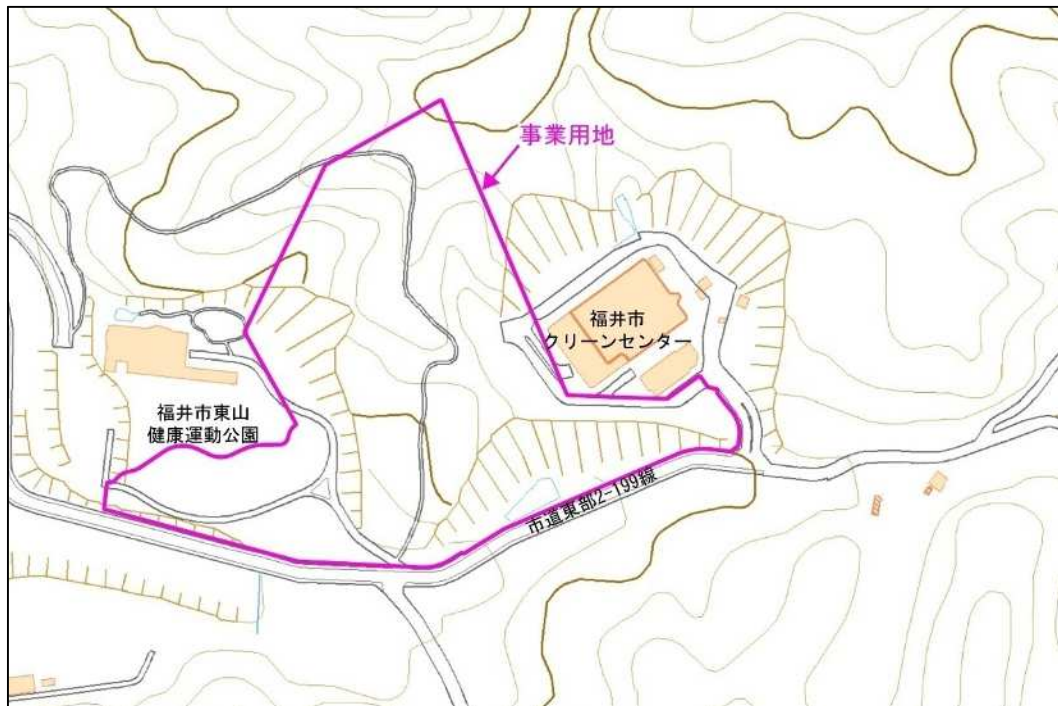 事業用地
福井市
クリーンセンター
福井市東山
健康運動公園
市道東部2-199線